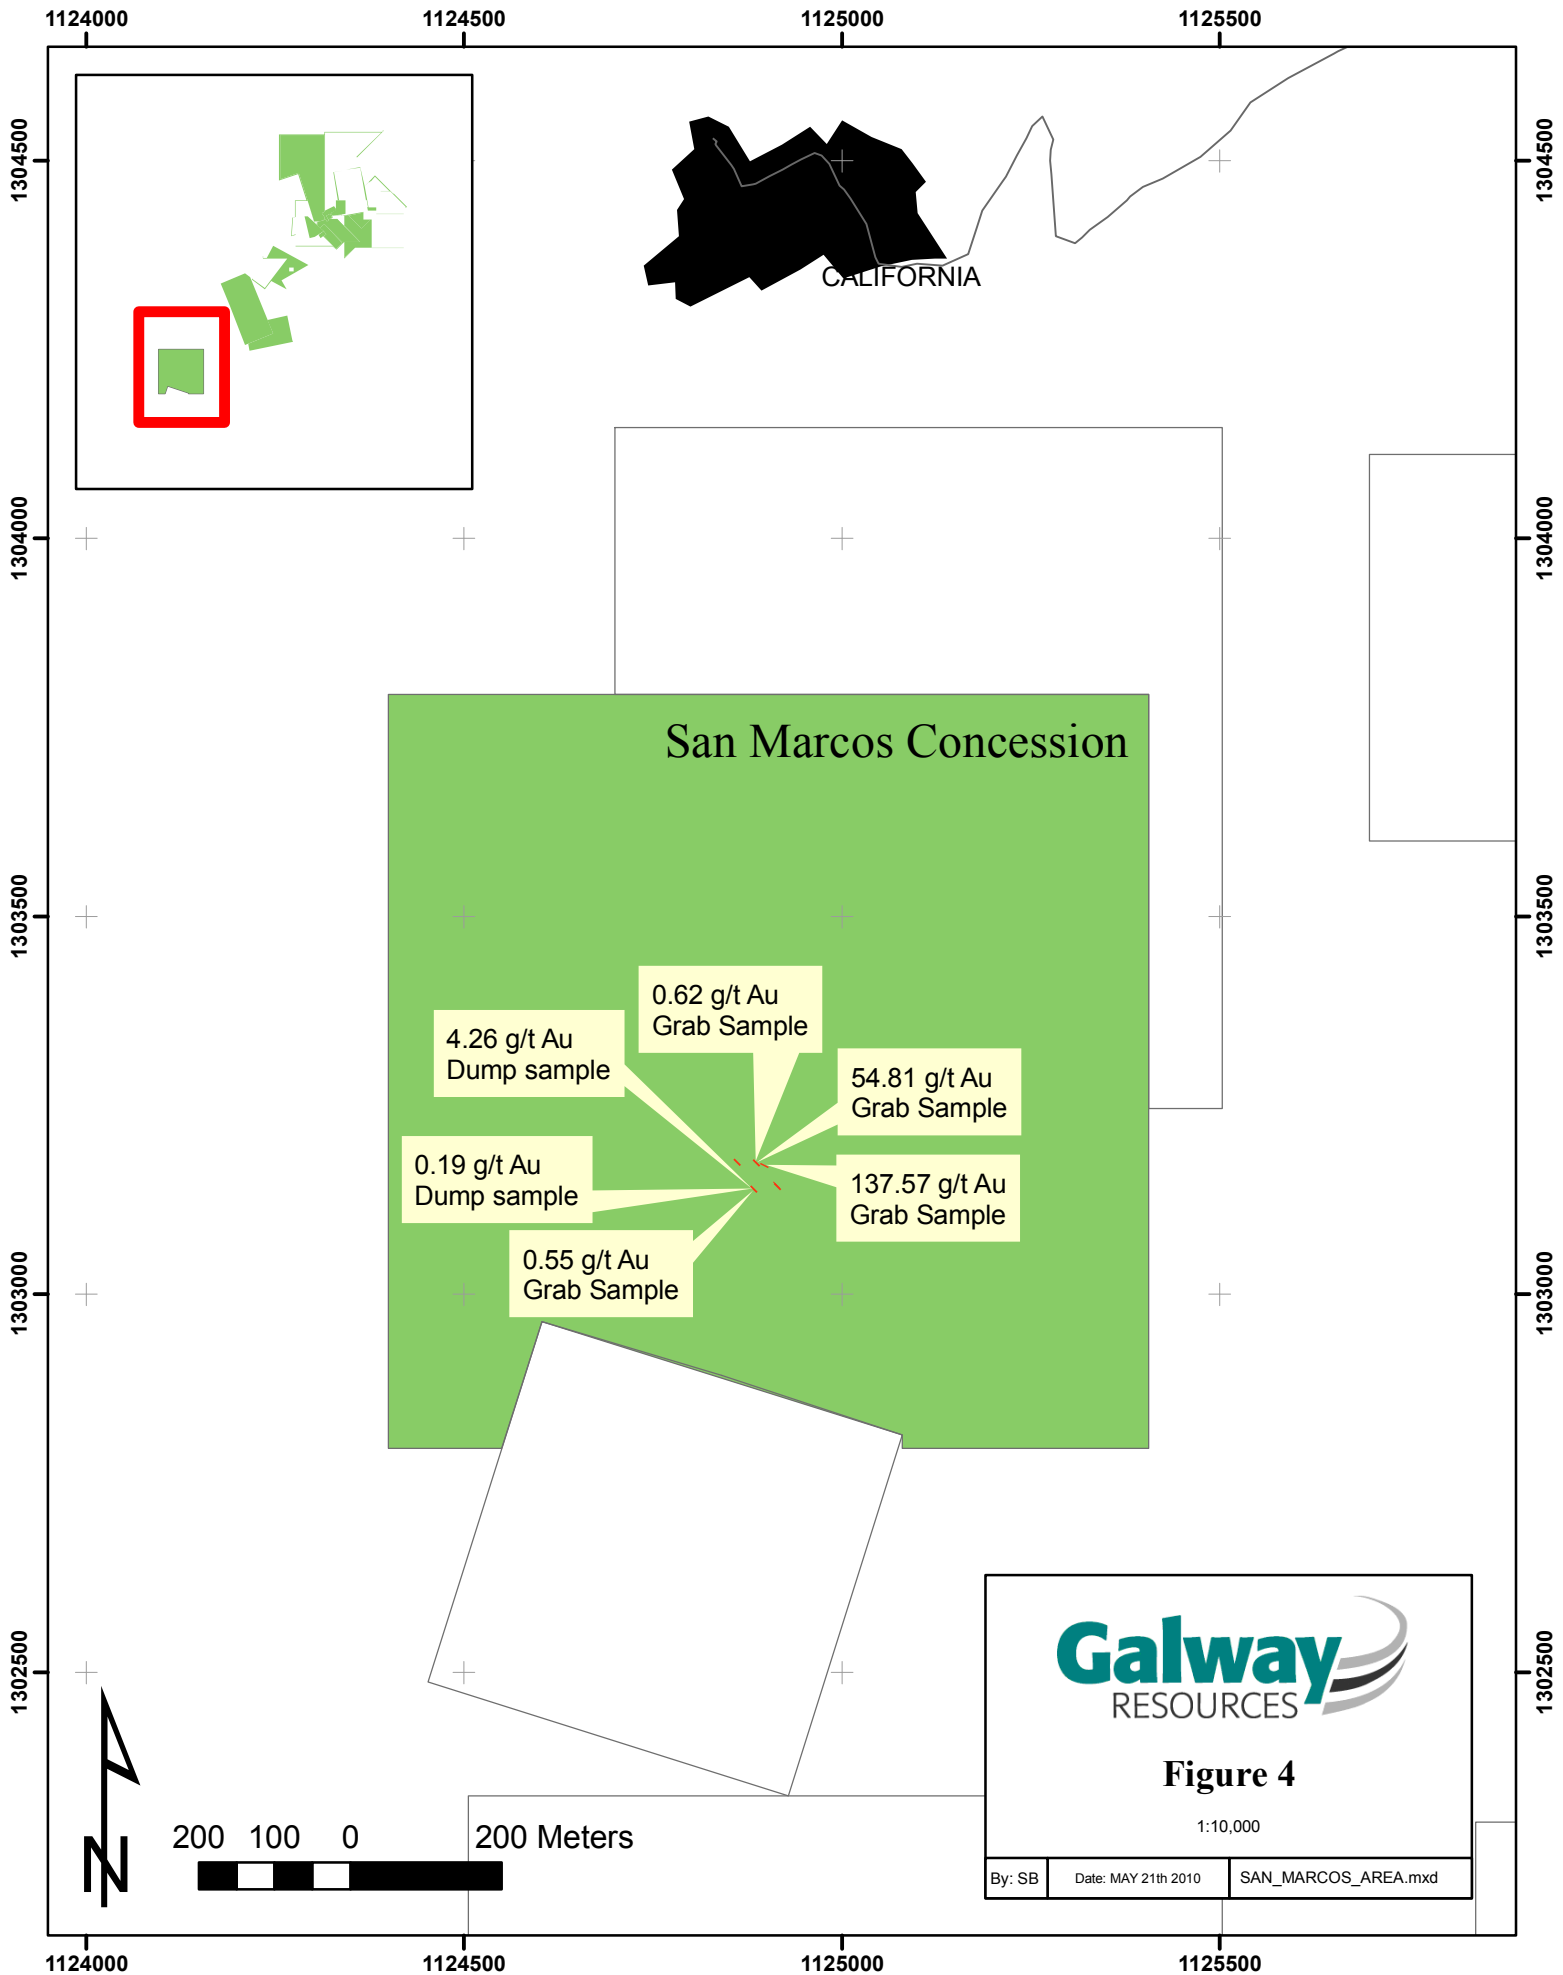 1124000 1124500 1125000 1125500
1304500 1304500
CALIFORNIA
1304000 1304000
San Marcos Concession
1303500 1303500
0.62 g/t Au
Grab Sample
4.26 g/t Au
Dump sample
54.81 g/t Au
Grab Sample
0.19 g/t Au
Dump sample
137.57 g/t Au
Grab Sample
0.55 g/t Au
Grab Sample
1303000 1303000
1302500 1302500
Galway
RESOURCES
Figure 4
1:10,000
By: SB Date: MAY 21th 2010 SAN_MARCOS_AREA.mxd
N
200 100 0 200 Meters
1124000 1124500 1125000 1125500